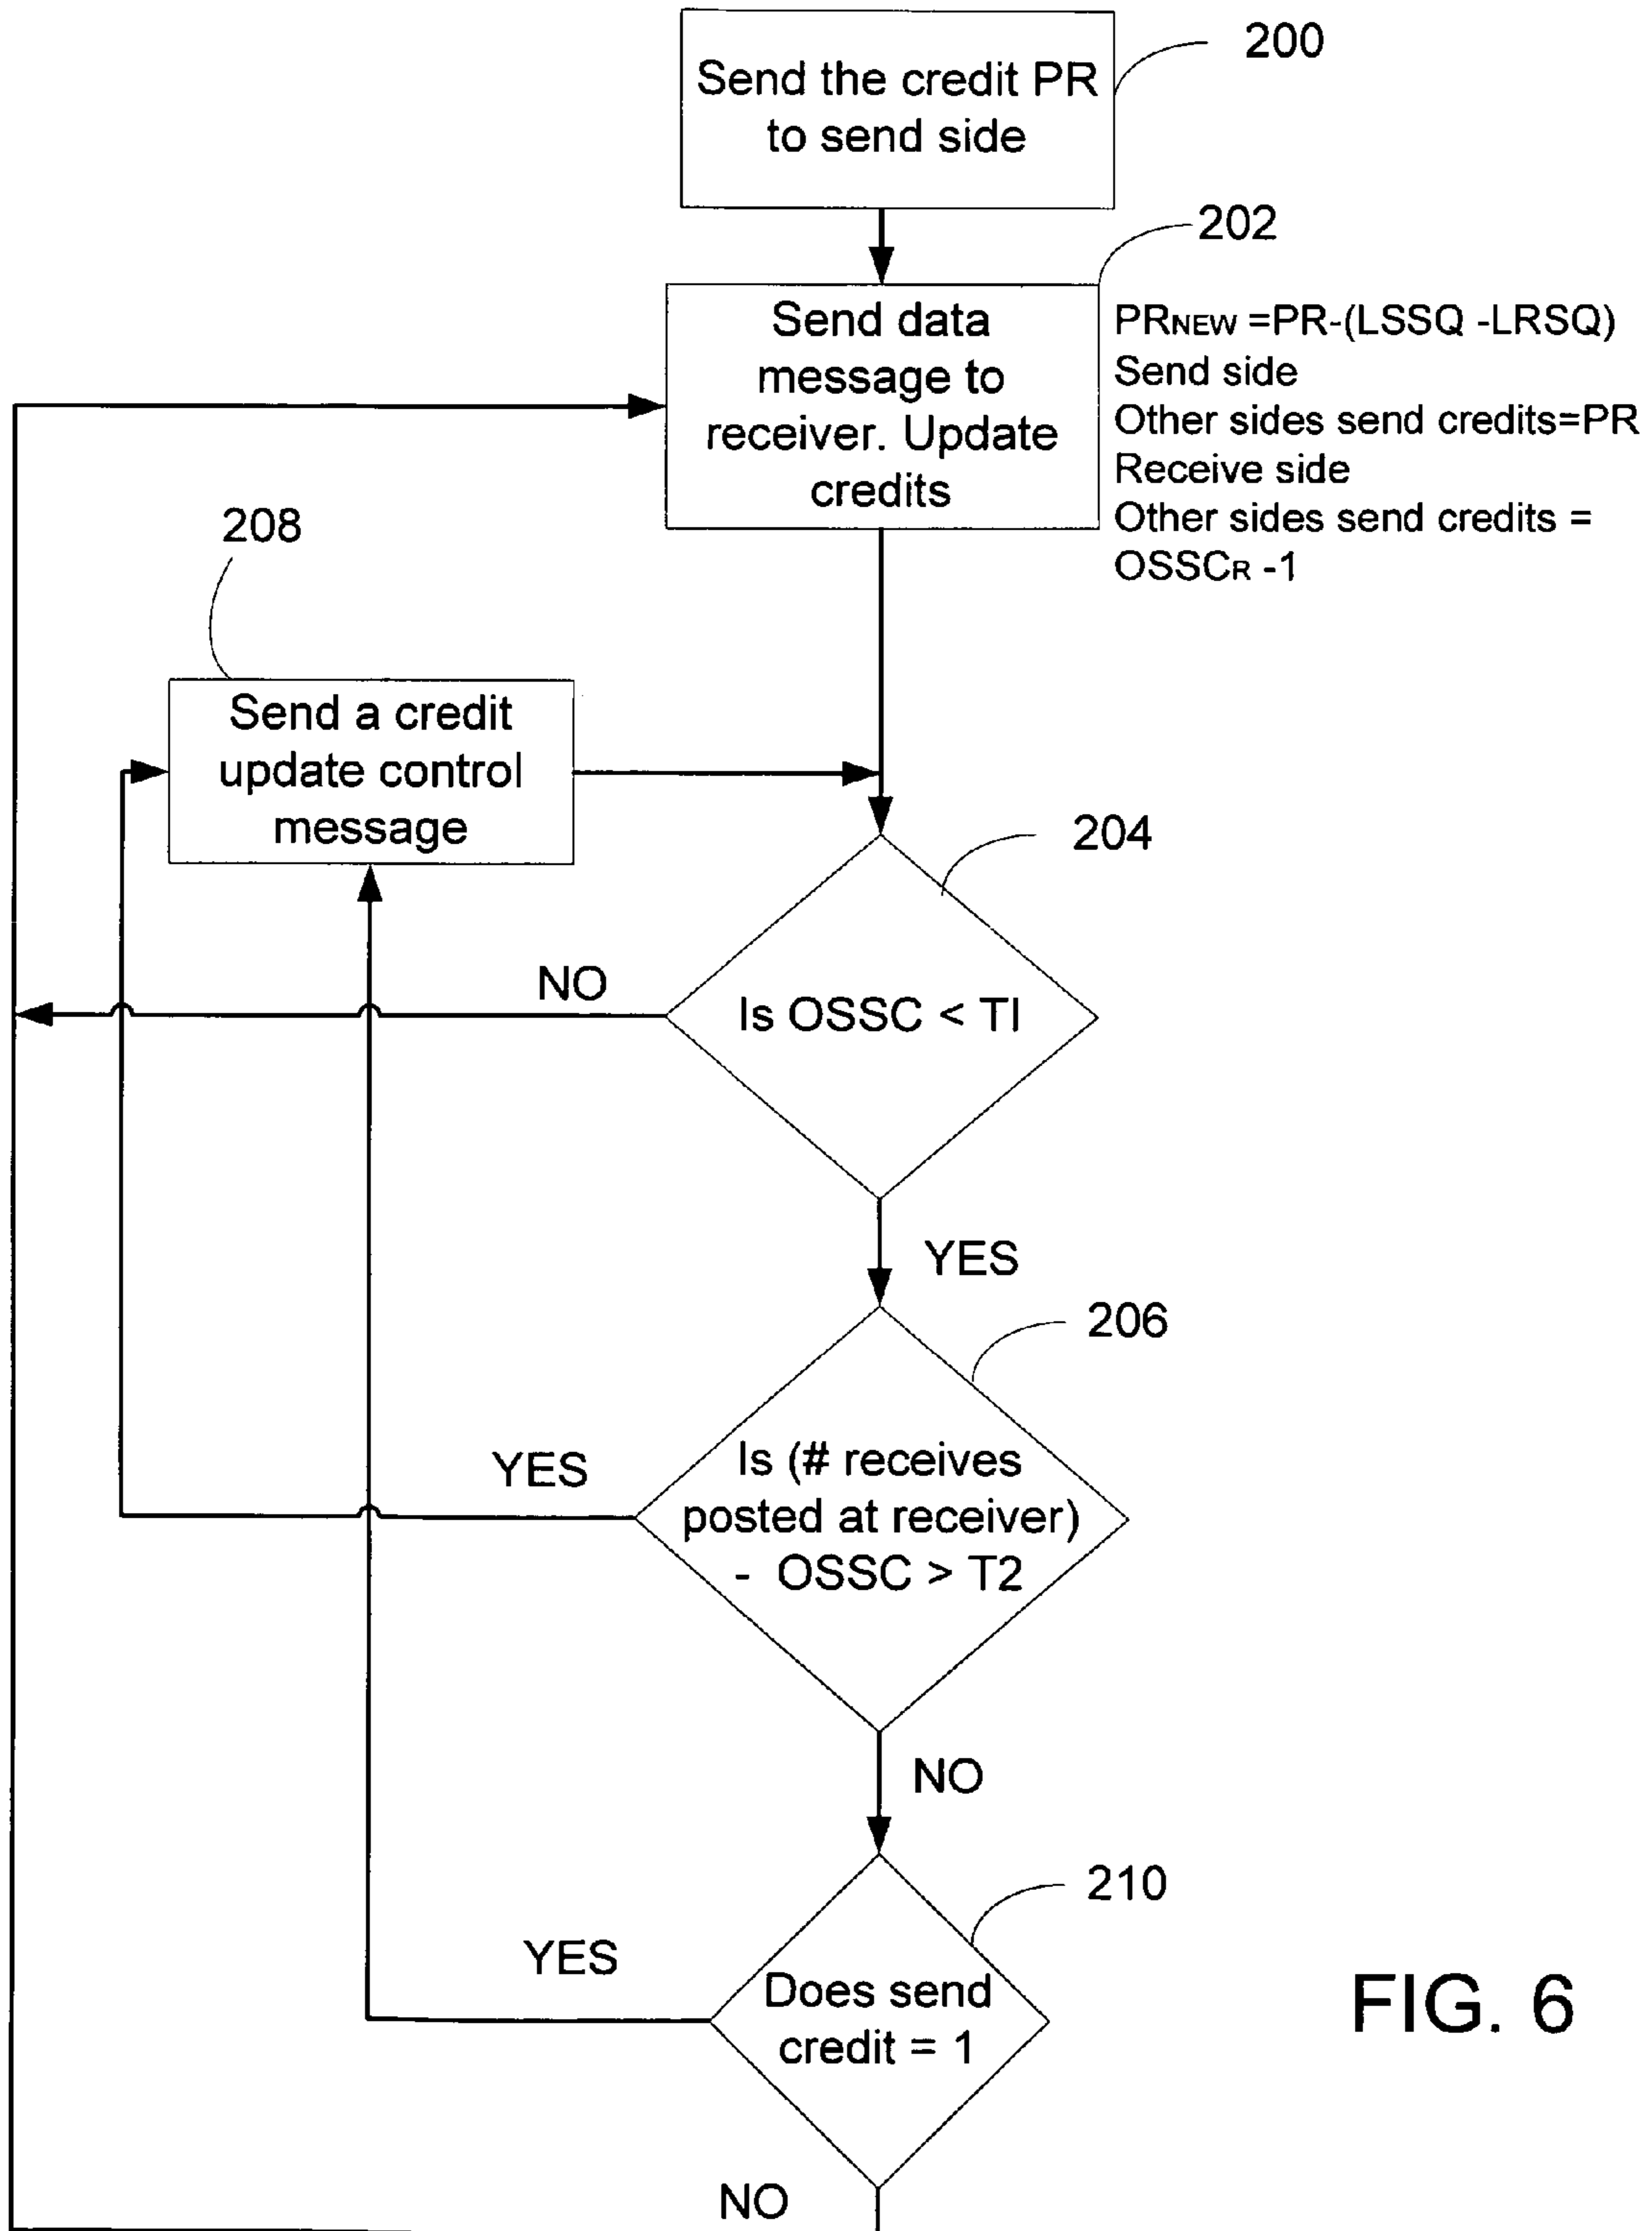 200
Send the credit PR
to send side
202
Send data
message to
receiver. Update
credits
PRNEW =PR-(LSSQ -LRSQ)
Send side
Other sides send credits=PR
Receive side
Other sides send credits =
OSSCR -1
208
Send a credit
update control
message
204
NO
Is OSSC < TI
YES
206
YES
Is (# receives
posted at receiver)
- OSSC > T2
NO
210
YES
Does send
credit = 1
NO
FIG. 6